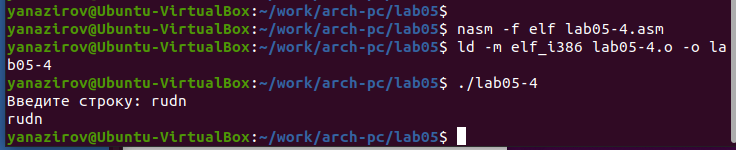 yanazirov@Ubuntu-VirtualBox:~/work/arch-pc/lab05$
yanazirov@Ubuntu-VirtualBox:~/work/arch-pc/lab05$ nasm -f elf lab05-4.asm
yanazirov@Ubuntu-VirtualBox:~/work/arch-pc/lab05$ ld -m elf_i386 lab05-4.o -o la
b05-4
yanazirov@Ubuntu-VirtualBox:~/work/arch-pc/lab05$ ./lab05-4
Введите строку: rudn
rudn
yanazirov@Ubuntu-VirtualBox:~/work/arch-pc/lab05$